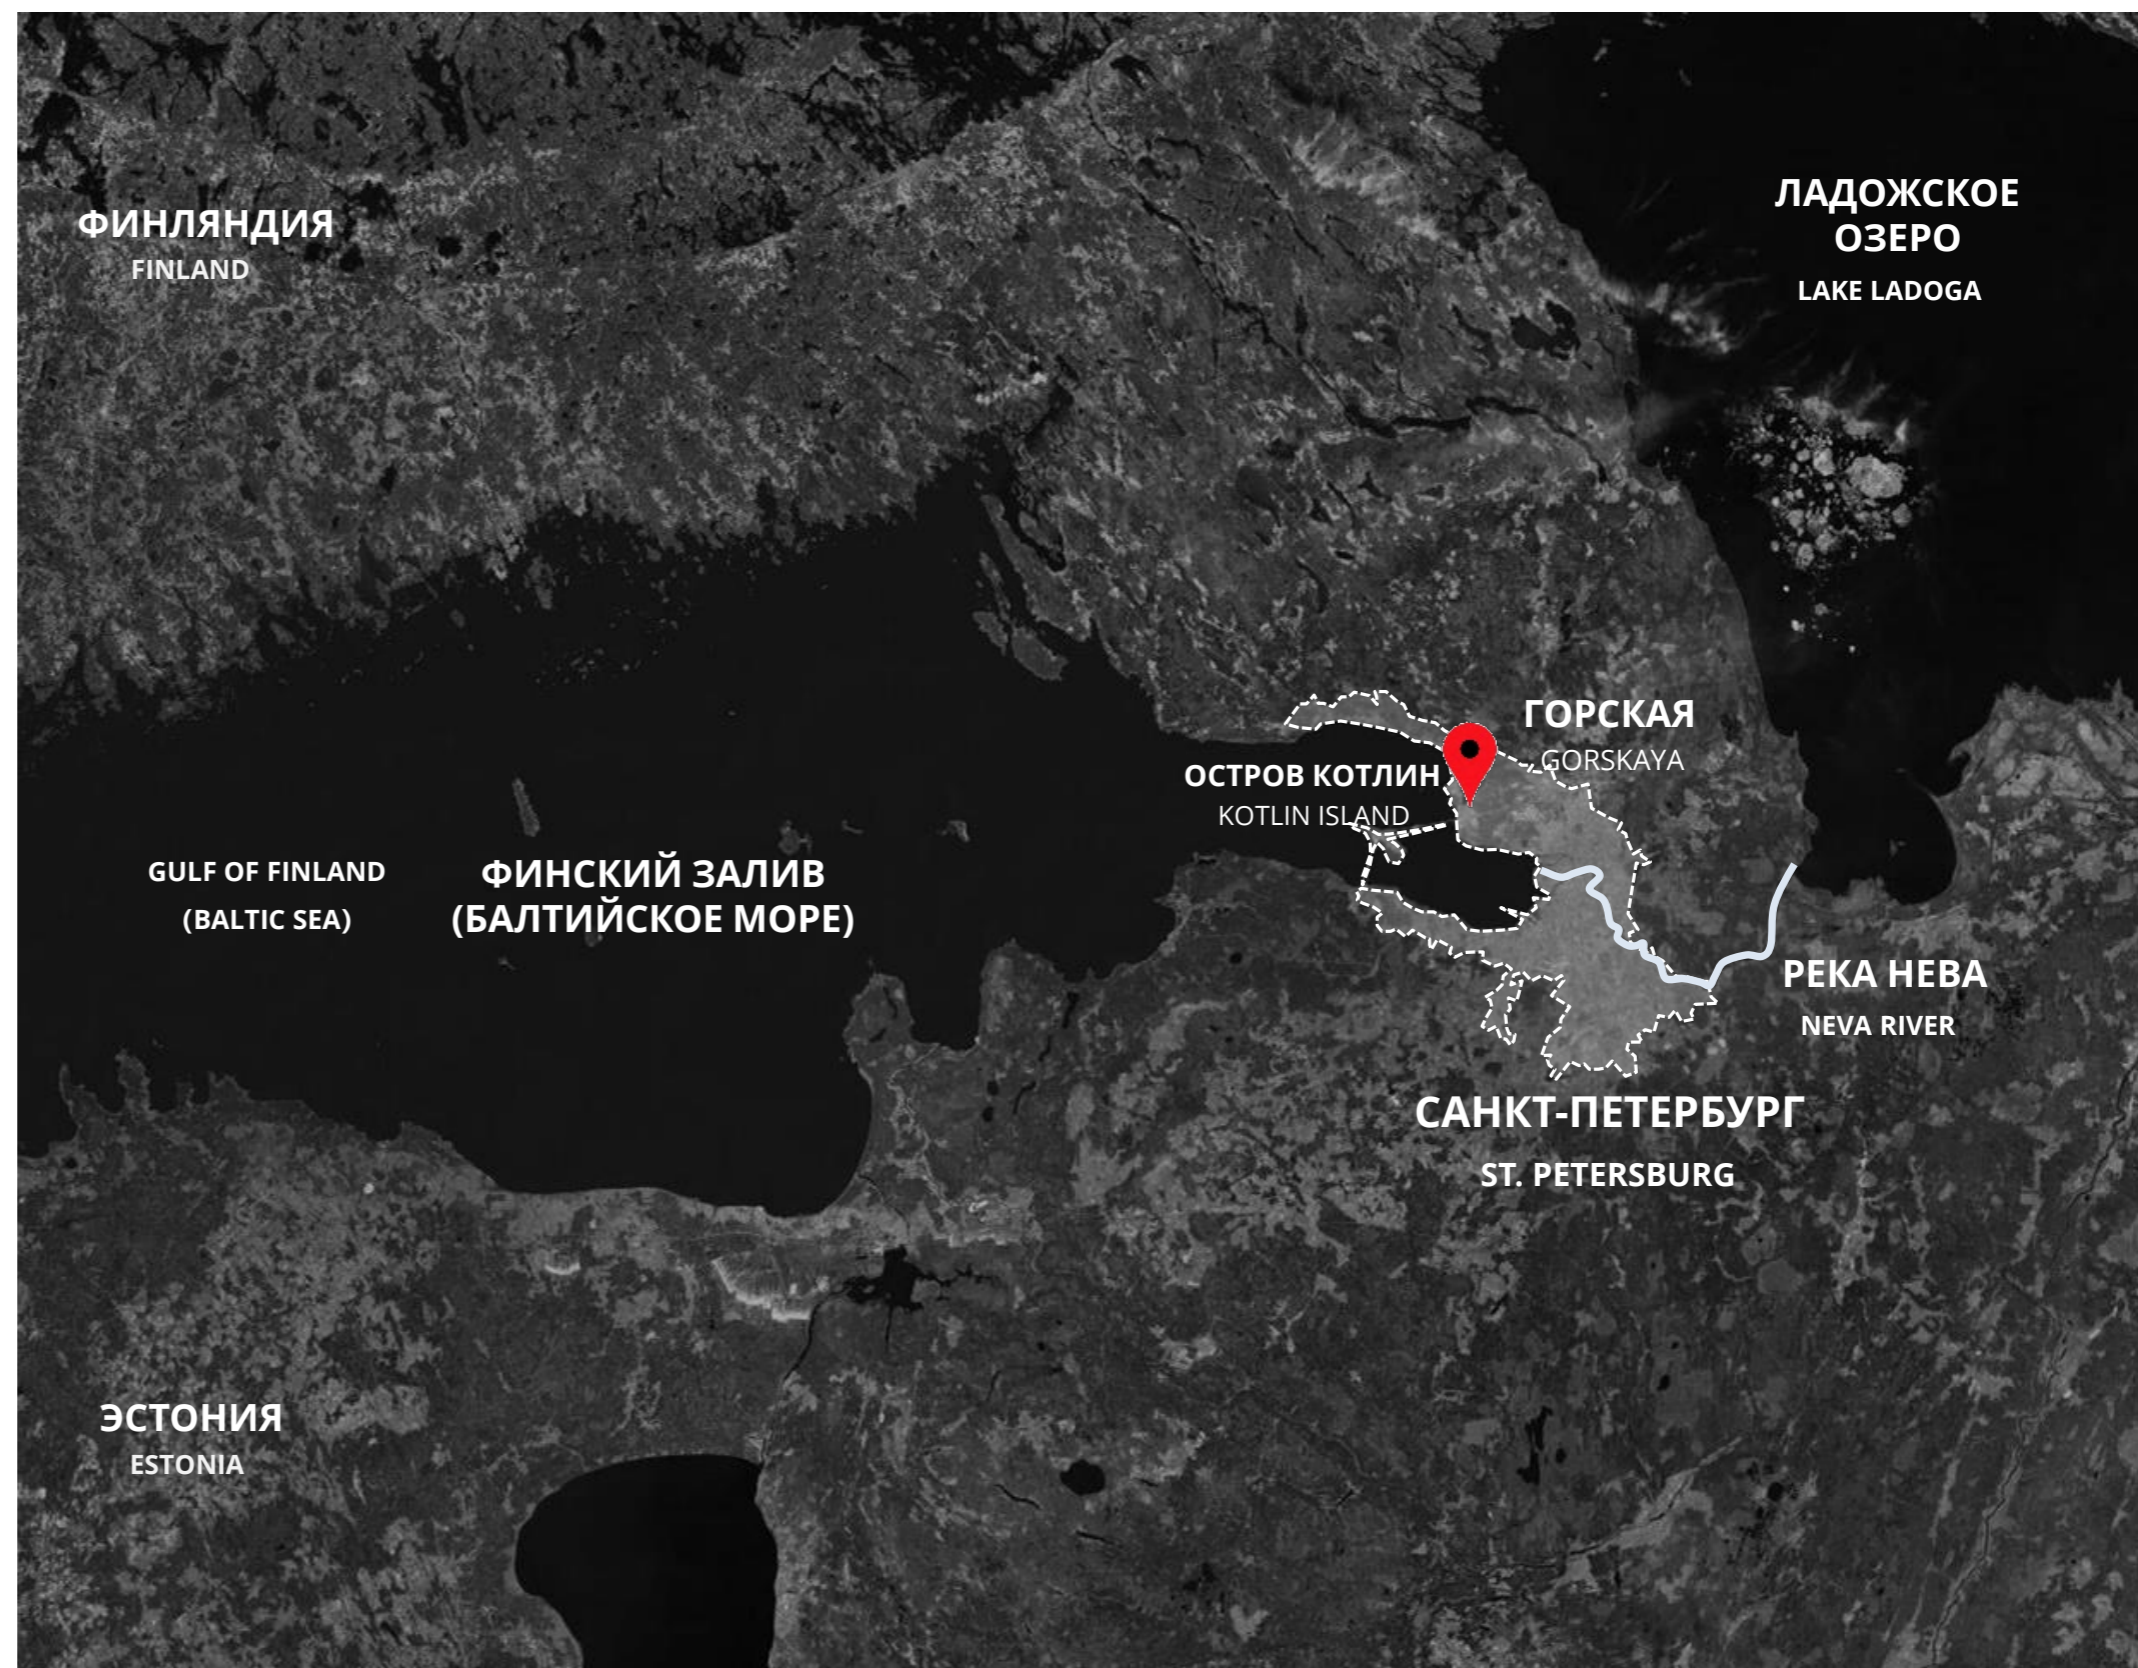 ФИНЛЯНДИЯ
FINLAND
ЛАДОЖСКОЕ
ОЗЕРО
LAKE LADOGA
ГОРСКАЯ
GORSKAYA
ОСТРОВ КОТЛИН
KOTLIN ISLAND
GULF OF FINLAND
(BALTIC SEA)
ФИНСКИЙ ЗАЛИВ
(БАЛТИЙСКОЕ МОРЕ)
РЕКА НЕВА
NEVA RIVER
САНКТ-ПЕТЕРБУРГ
ST. PETERSBURG
ЭСТОНИЯ
ESTONIA